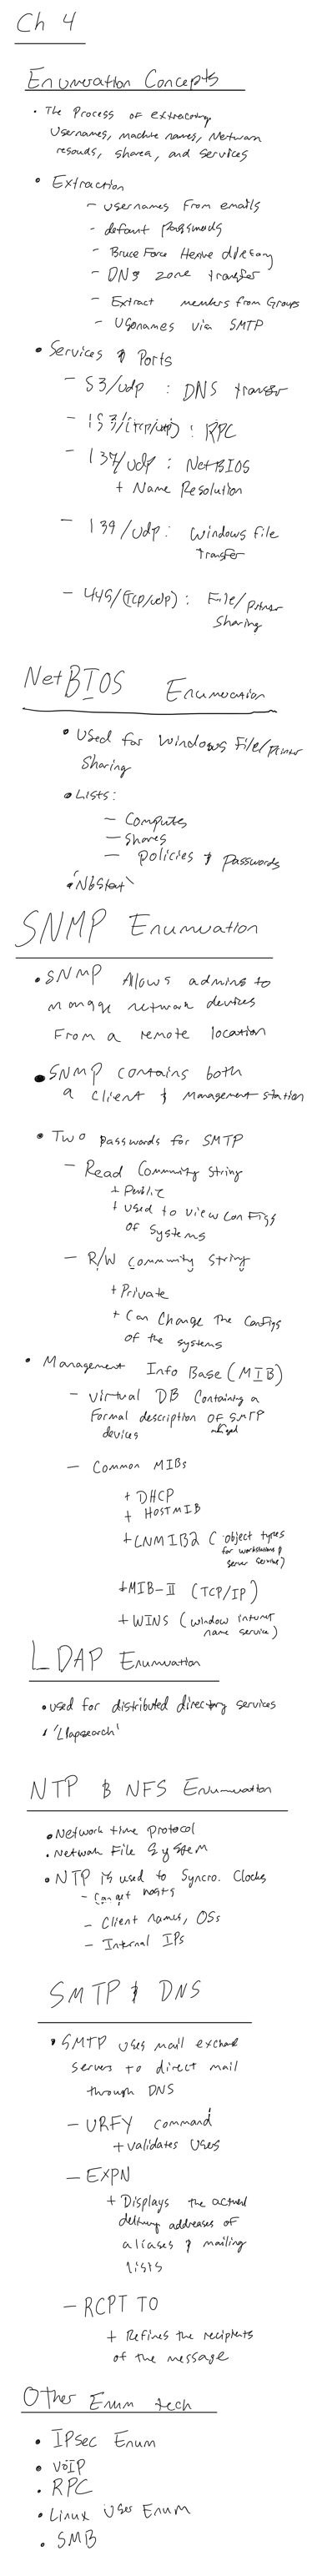 Ch 4
Enumeration Concepts
• The Process of extracting
usernames, machine names, Network
resources, shares, and services
• Extraction
- usernames from emails
- default passwords
- Bruce Force directory
- DNS zone transfer
- Extract members from Groups
- Usernames via SMTP
• Services & Ports
- 53/udp : DNS transfer
- 153/(tcp/udp) : RPC
- 137/udp : NetBIOS
+ Name Resolution
- 139/udp : Windows file
transfer
- 445/(tcp/udp) : File/printer
sharing
NetBIOS Enumeration
• Used for Windows File/printer
sharing
• Lists:
- Computers
- Shares
- policies & passwords
• 'Nbstat'
SNMP Enumeration
• SNMP Allows admins to
manage network devices
From a remote location
• SNMP contains both
a client & Management station
• Two passwords for SMTP
- Read Community String
+ Public
+ Used to view configs
of systems
- R/W community string
+ Private
+ Can Change The configs
of the systems
• Management Info Base (MIB)
- virtual DB Containing a
Formal description of SMTP
devices
- Common MIBs
+ DHCP
+ HOSTMIB
+ LNMIB2 (object types
for workstations &
server service)
+ MIB-II (TCP/IP)
+ WINS (window internet
name service)
LDAP Enumeration
• used for distributed directory services
• 'Ldapsearch'
NTP & NFS Enumeration
• Network time protocol
• Network File System
• NTP is used to Syncro. Clocks
- Can get hosts
- Client names, OSs
- Internal IPs
SMTP & DNS
• SMTP uses mail exchange
servers to direct mail
through DNS
- VRFY command
+ validates Users
- EXPN
+ Displays the actual
delivery addresses of
aliases & mailing
lists
- RCPT TO
+ Refines the recipients
of the message
Other Enum tech
• IPsec Enum
• VoIP
• RPC
• Linux User Enum
• SMB